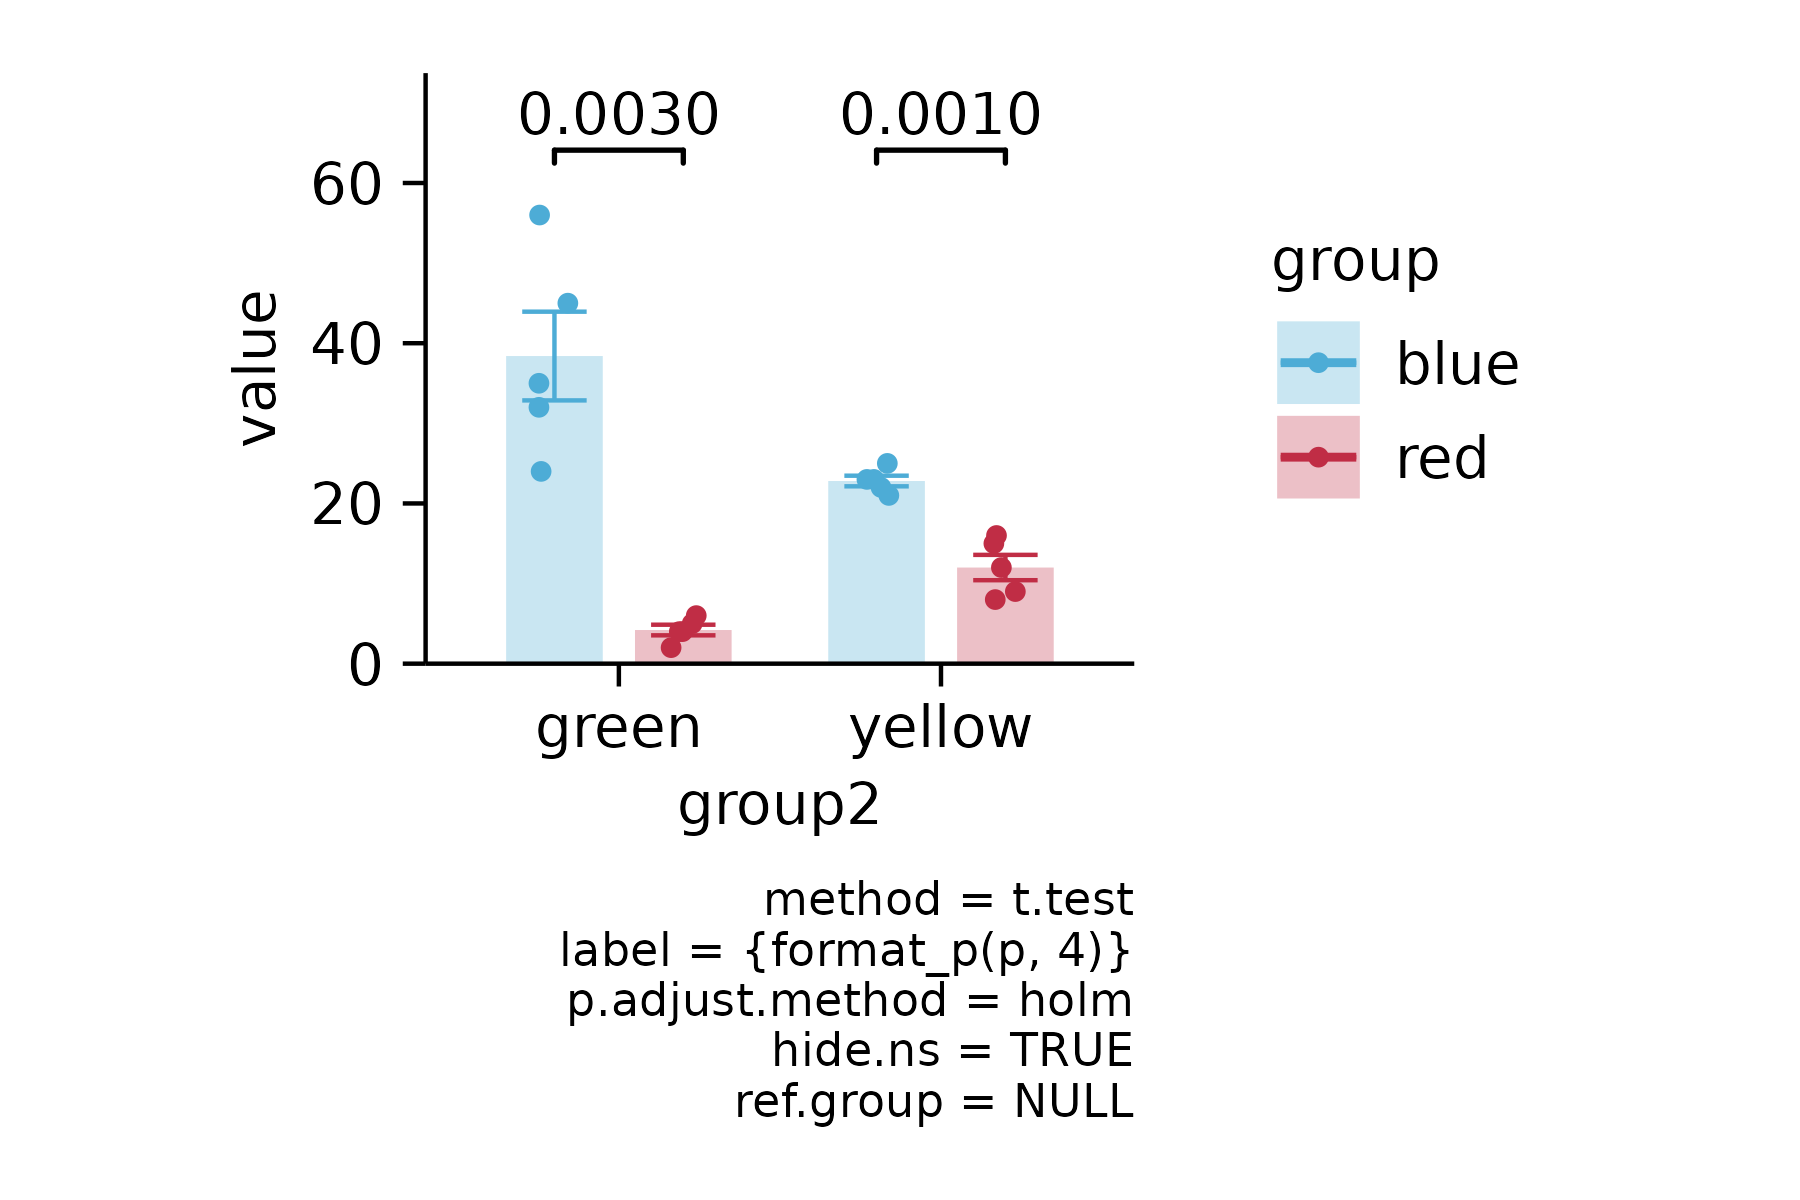 0.0030 0.0010
60
40
20
0
value
green yellow
group2
group
blue
red
method = t.test
label = {format_p(p, 4)}
p.adjust.method = holm
hide.ns = TRUE
ref.group = NULL